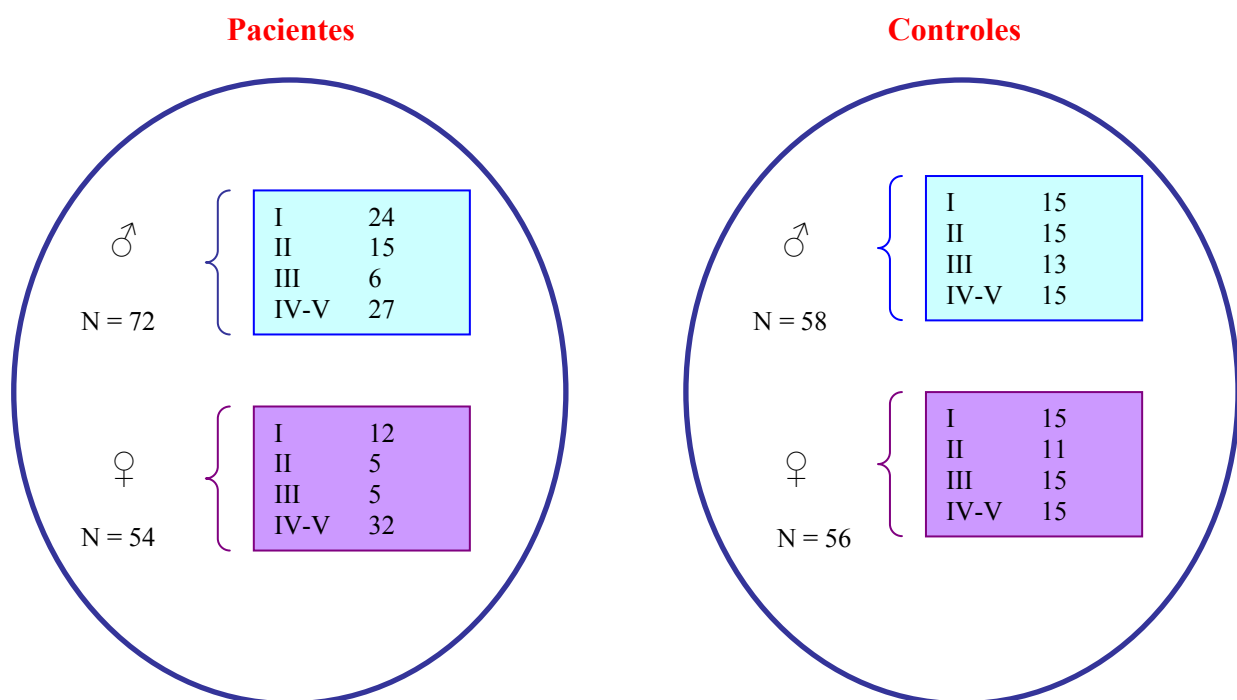 Pacientes
♂
N = 72
I 24
II 15
III 6
IV-V 27
♀
N = 54
I 12
II 5
III 5
IV-V 32
Controles
♂
N = 58
I 15
II 15
III 13
IV-V 15
♀
N = 56
I 15
II 11
III 15
IV-V 15